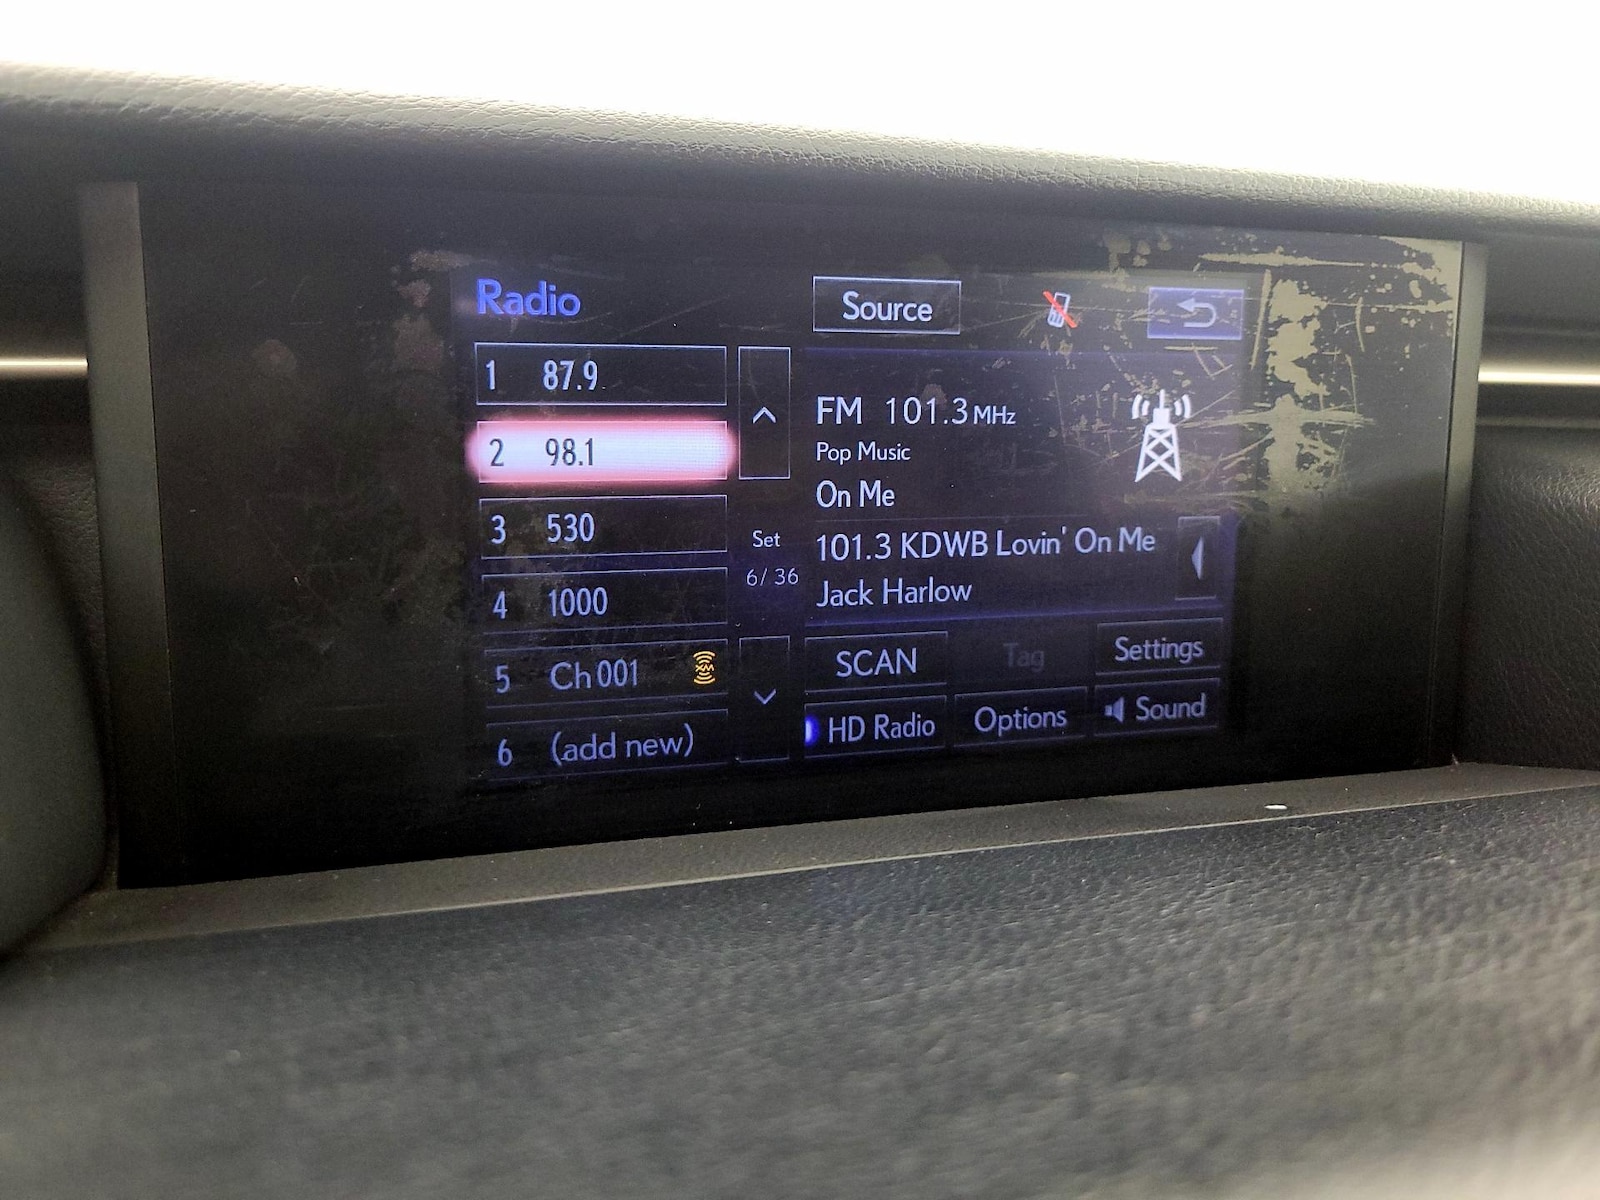 Radio
Source
1 87.9
2 98.1
3 530
4 1000
5 Ch 001 XM
6 (add new)
Set
6/ 36
FM 101.3 MHz
Pop Music
On Me
101.3 KDWB Lovin' On Me
Jack Harlow
SCAN
Tag
Settings
HD Radio
Options
Sound